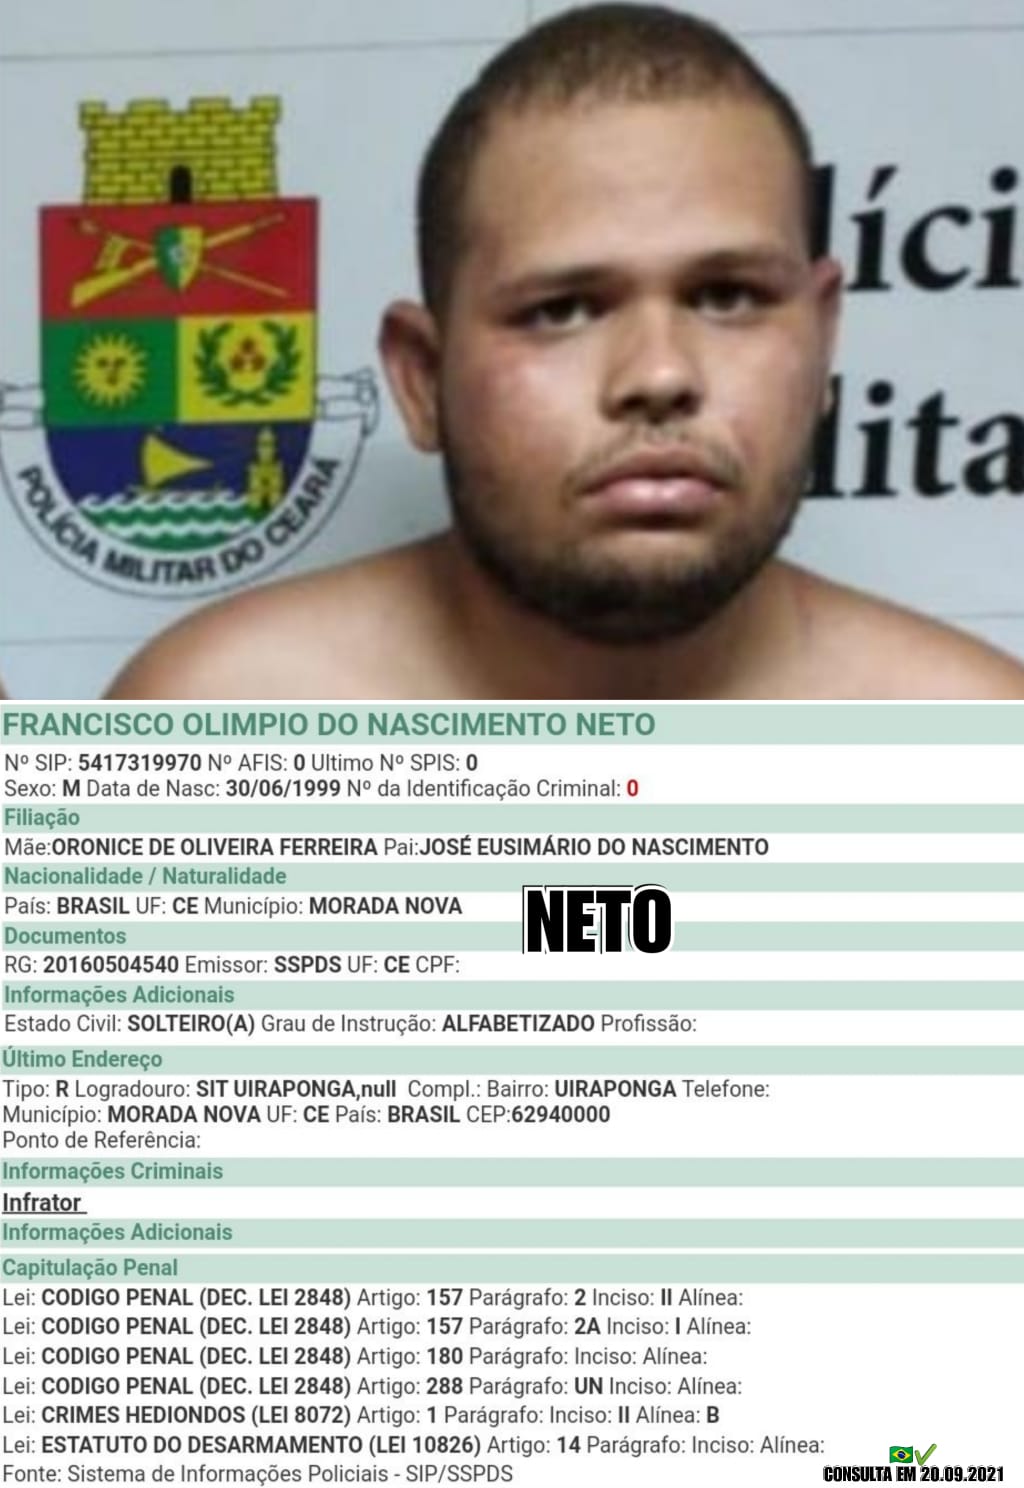 POLÍCIA MILITAR DO CEARÁ
líci
lita
FRANCISCO OLIMPIO DO NASCIMENTO NETO
Nº SIP: 5417319970 Nº AFIS: 0 Ultimo Nº SPIS: 0
Sexo: M Data de Nasc: 30/06/1999 Nº da Identificação Criminal: 0
Filiação
Mãe:ORONICE DE OLIVEIRA FERREIRA Pai:JOSÉ EUSIMÁRIO DO NASCIMENTO
Nacionalidade / Naturalidade
País: BRASIL UF: CE Município: MORADA NOVA
NETO
Documentos
RG: 20160504540 Emissor: SSPDS UF: CE CPF:
Informações Adicionais
Estado Civil: SOLTEIRO(A) Grau de Instrução: ALFABETIZADO Profissão:
Último Endereço
Tipo: R Logradouro: SIT UIRAPONGA,null Compl.: Bairro: UIRAPONGA Telefone:
Município: MORADA NOVA UF: CE País: BRASIL CEP:62940000
Ponto de Referência:
Informações Criminais
Infrator
Informações Adicionais
Capitulação Penal
Lei: CODIGO PENAL (DEC. LEI 2848) Artigo: 157 Parágrafo: 2 Inciso: II Alínea:
Lei: CODIGO PENAL (DEC. LEI 2848) Artigo: 157 Parágrafo: 2A Inciso: I Alínea:
Lei: CODIGO PENAL (DEC. LEI 2848) Artigo: 180 Parágrafo: Inciso: Alínea:
Lei: CODIGO PENAL (DEC. LEI 2848) Artigo: 288 Parágrafo: UN Inciso: Alínea:
Lei: CRIMES HEDIONDOS (LEI 8072) Artigo: 1 Parágrafo: Inciso: II Alínea: B
Lei: ESTATUTO DO DESARMAMENTO (LEI 10826) Artigo: 14 Parágrafo: Inciso: Alínea:
Fonte: Sistema de Informações Policiais - SIP/SSPDS
CONSULTA EM 20.09.2021